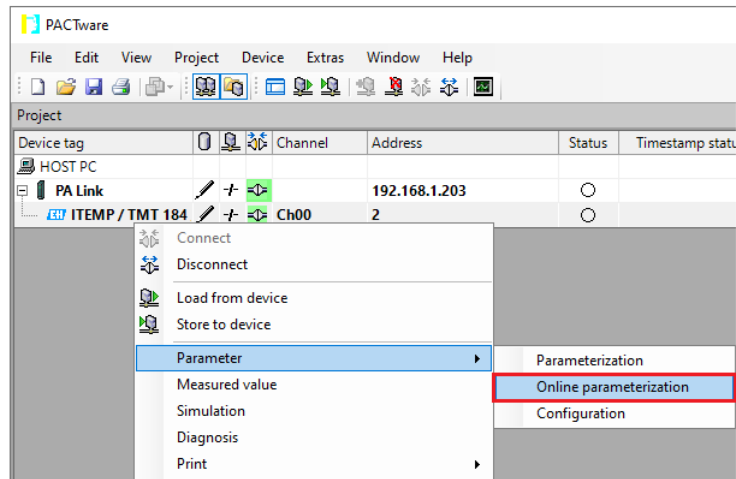 PACTware
File Edit View Project Device Extras Window Help
Project
Device tag Channel Address Status Timestamp statu
HOST PC
PA Link 192.168.1.203
EH ITEMP / TMT 184 Ch00 2
Connect
Disconnect
Load from device
Store to device
Parameter Parameterization
Measured value Online parameterization
Simulation Configuration
Diagnosis
Print